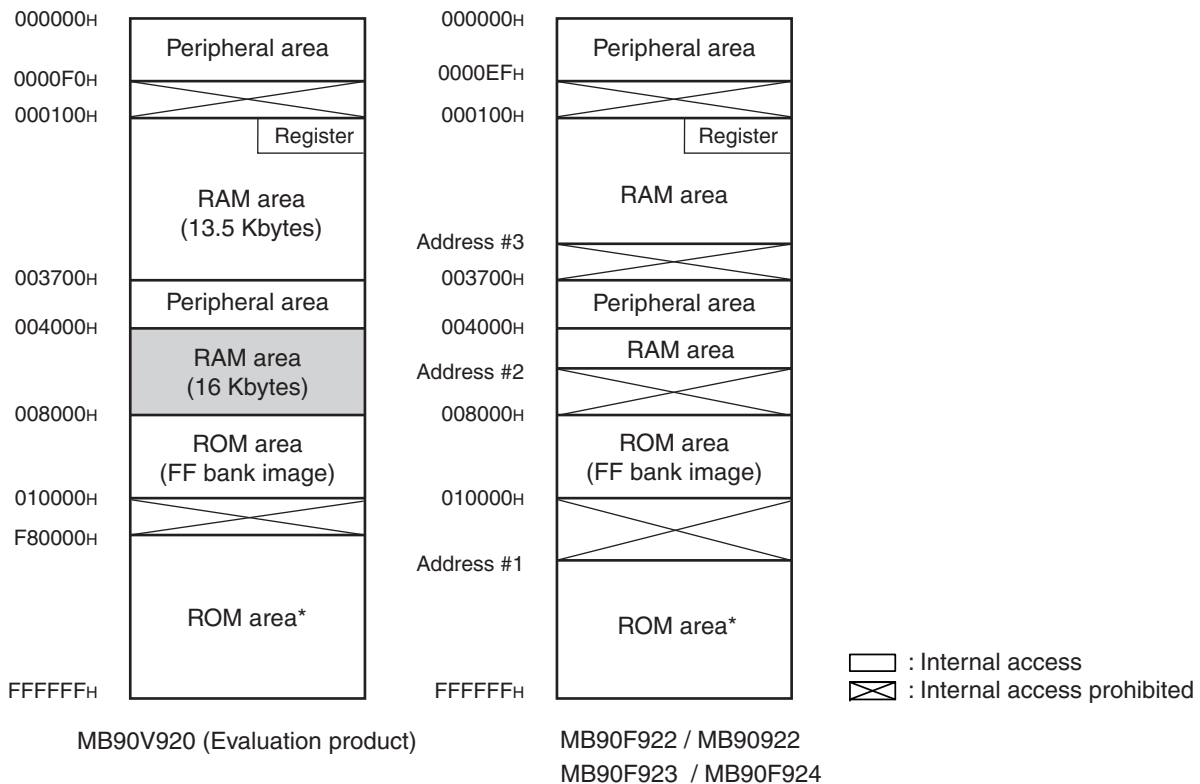 000000H
Peripheral area
0000F0H
000100H
Register
RAM area
(13.5 Kbytes)
003700H
Peripheral area
004000H
RAM area
(16 Kbytes)
008000H
ROM area
(FF bank image)
010000H
F80000H
ROM area*
FFFFFFH
MB90V920 (Evaluation product)
000000H
Peripheral area
0000EFH
000100H
Register
RAM area
Address #3
003700H
Peripheral area
004000H
RAM area
Address #2
008000H
ROM area
(FF bank image)
010000H
Address #1
ROM area*
FFFFFFH
MB90F922 / MB90922
MB90F923 / MB90F924
: Internal access
: Internal access prohibited